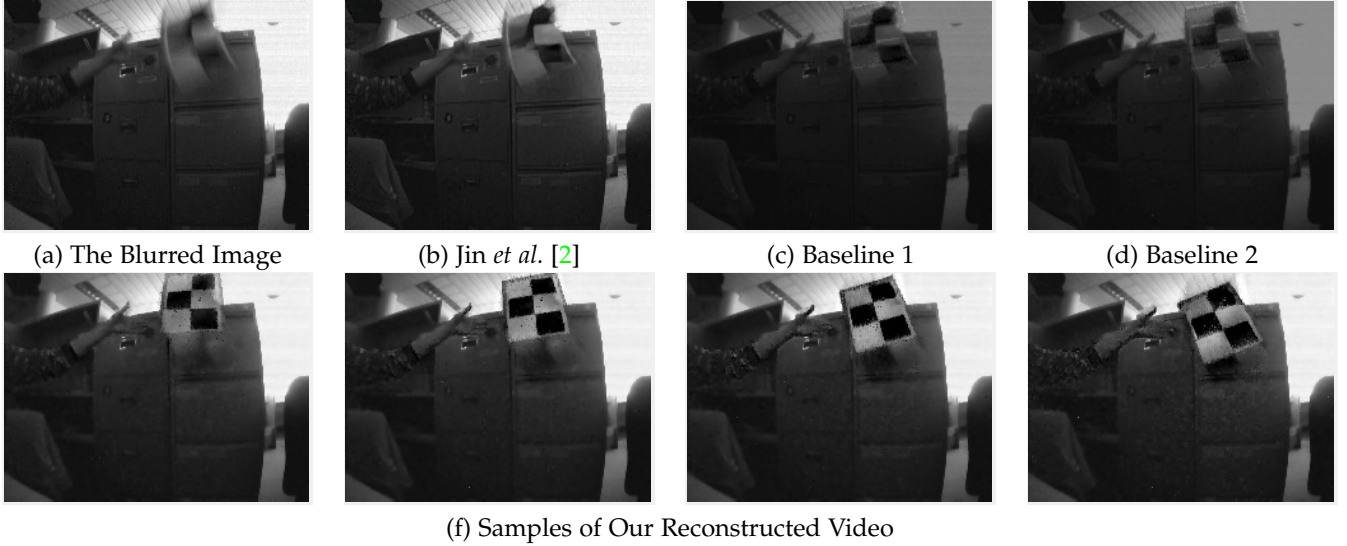 (a) The Blurred Image
(b) Jin et al. [2]
(c) Baseline 1
(d) Baseline 2
(f) Samples of Our Reconstructed Video